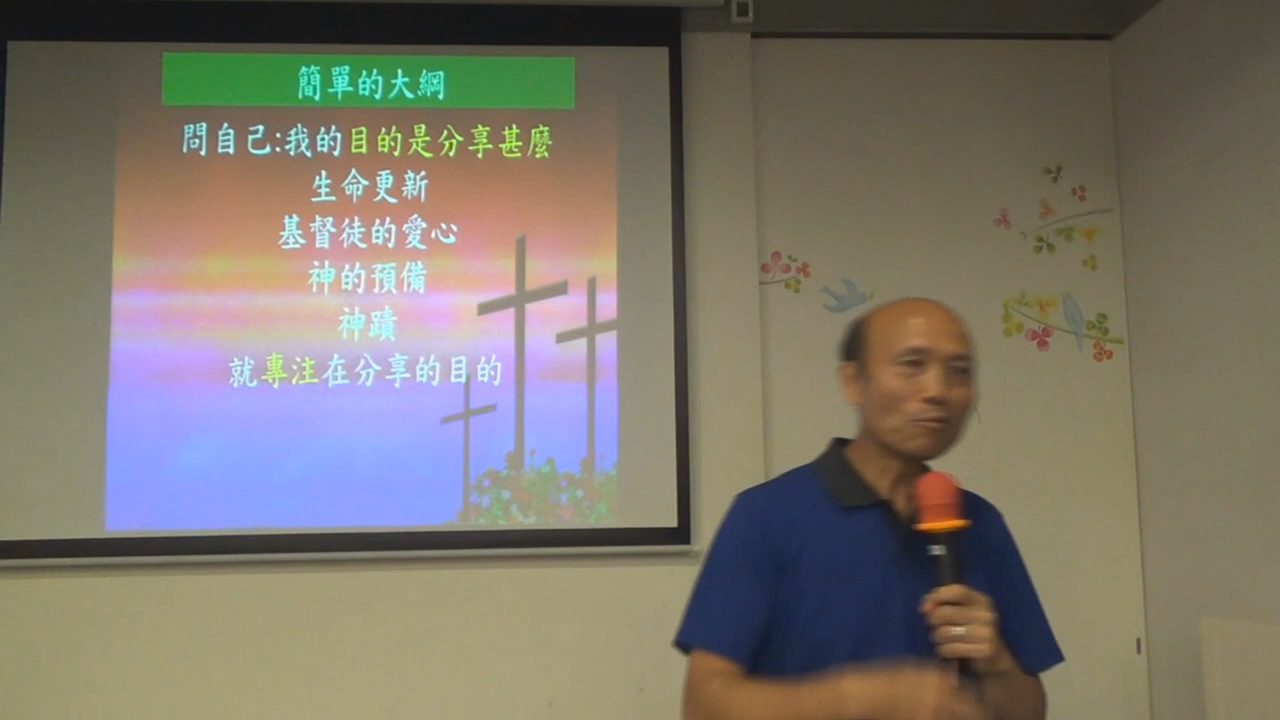 簡單的大綱
問自己:我的目的是分享甚麼
生命更新
基督徒的愛心
神的預備
神蹟
就專注在分享的目的